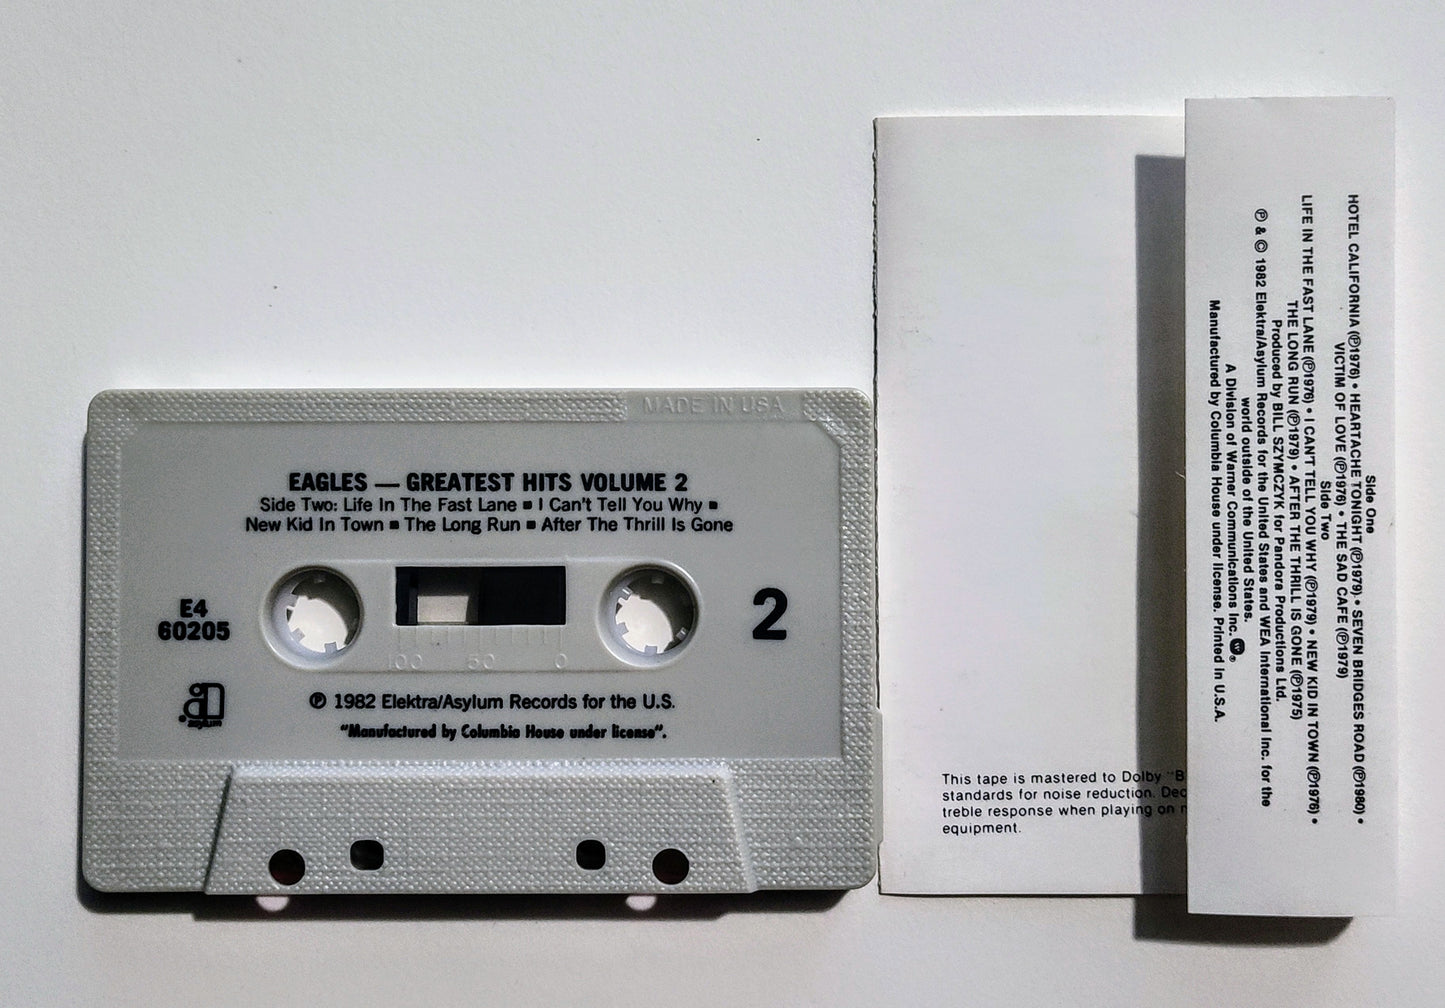 MADE IN USA
EAGLES — GREATEST HITS VOLUME 2
Side Two: Life In The Fast Lane ■ I Can't Tell You Why ■
New Kid In Town ■ The Long Run ■ After The Thrill Is Gone
E4
60205
2
100 50 0
℗ 1982 Elektra/Asylum Records for the U.S.
asylum
"Manufactured by Columbia House under license".
This tape is mastered to Dolby "B
standards for noise reduction.
treble response when playing on
equipment.
Side One
HOTEL CALIFORNIA (℗1976) • HEARTACHE TONIGHT (℗1979) • SEVEN BRIDGES ROAD (℗1980) •
VICTIM OF LOVE (℗1976) • THE SAD CAFE (℗1979)
Side Two
LIFE IN THE FAST LANE (℗1976) • I CAN'T TELL YOU WHY (℗1979) • NEW KID IN TOWN (℗1976) •
THE LONG RUN (℗1979) • AFTER THE THRILL IS GONE (℗1975)
Produced by BILL SZYMCZYK for Pandora Productions Ltd.
℗ & © 1982 Elektra/Asylum Records for the United States and WEA International Inc. for the
world outside of the United States.
A Division of Warner Communications Inc. ®
Manufactured by Columbia House under license. Printed in U.S.A.